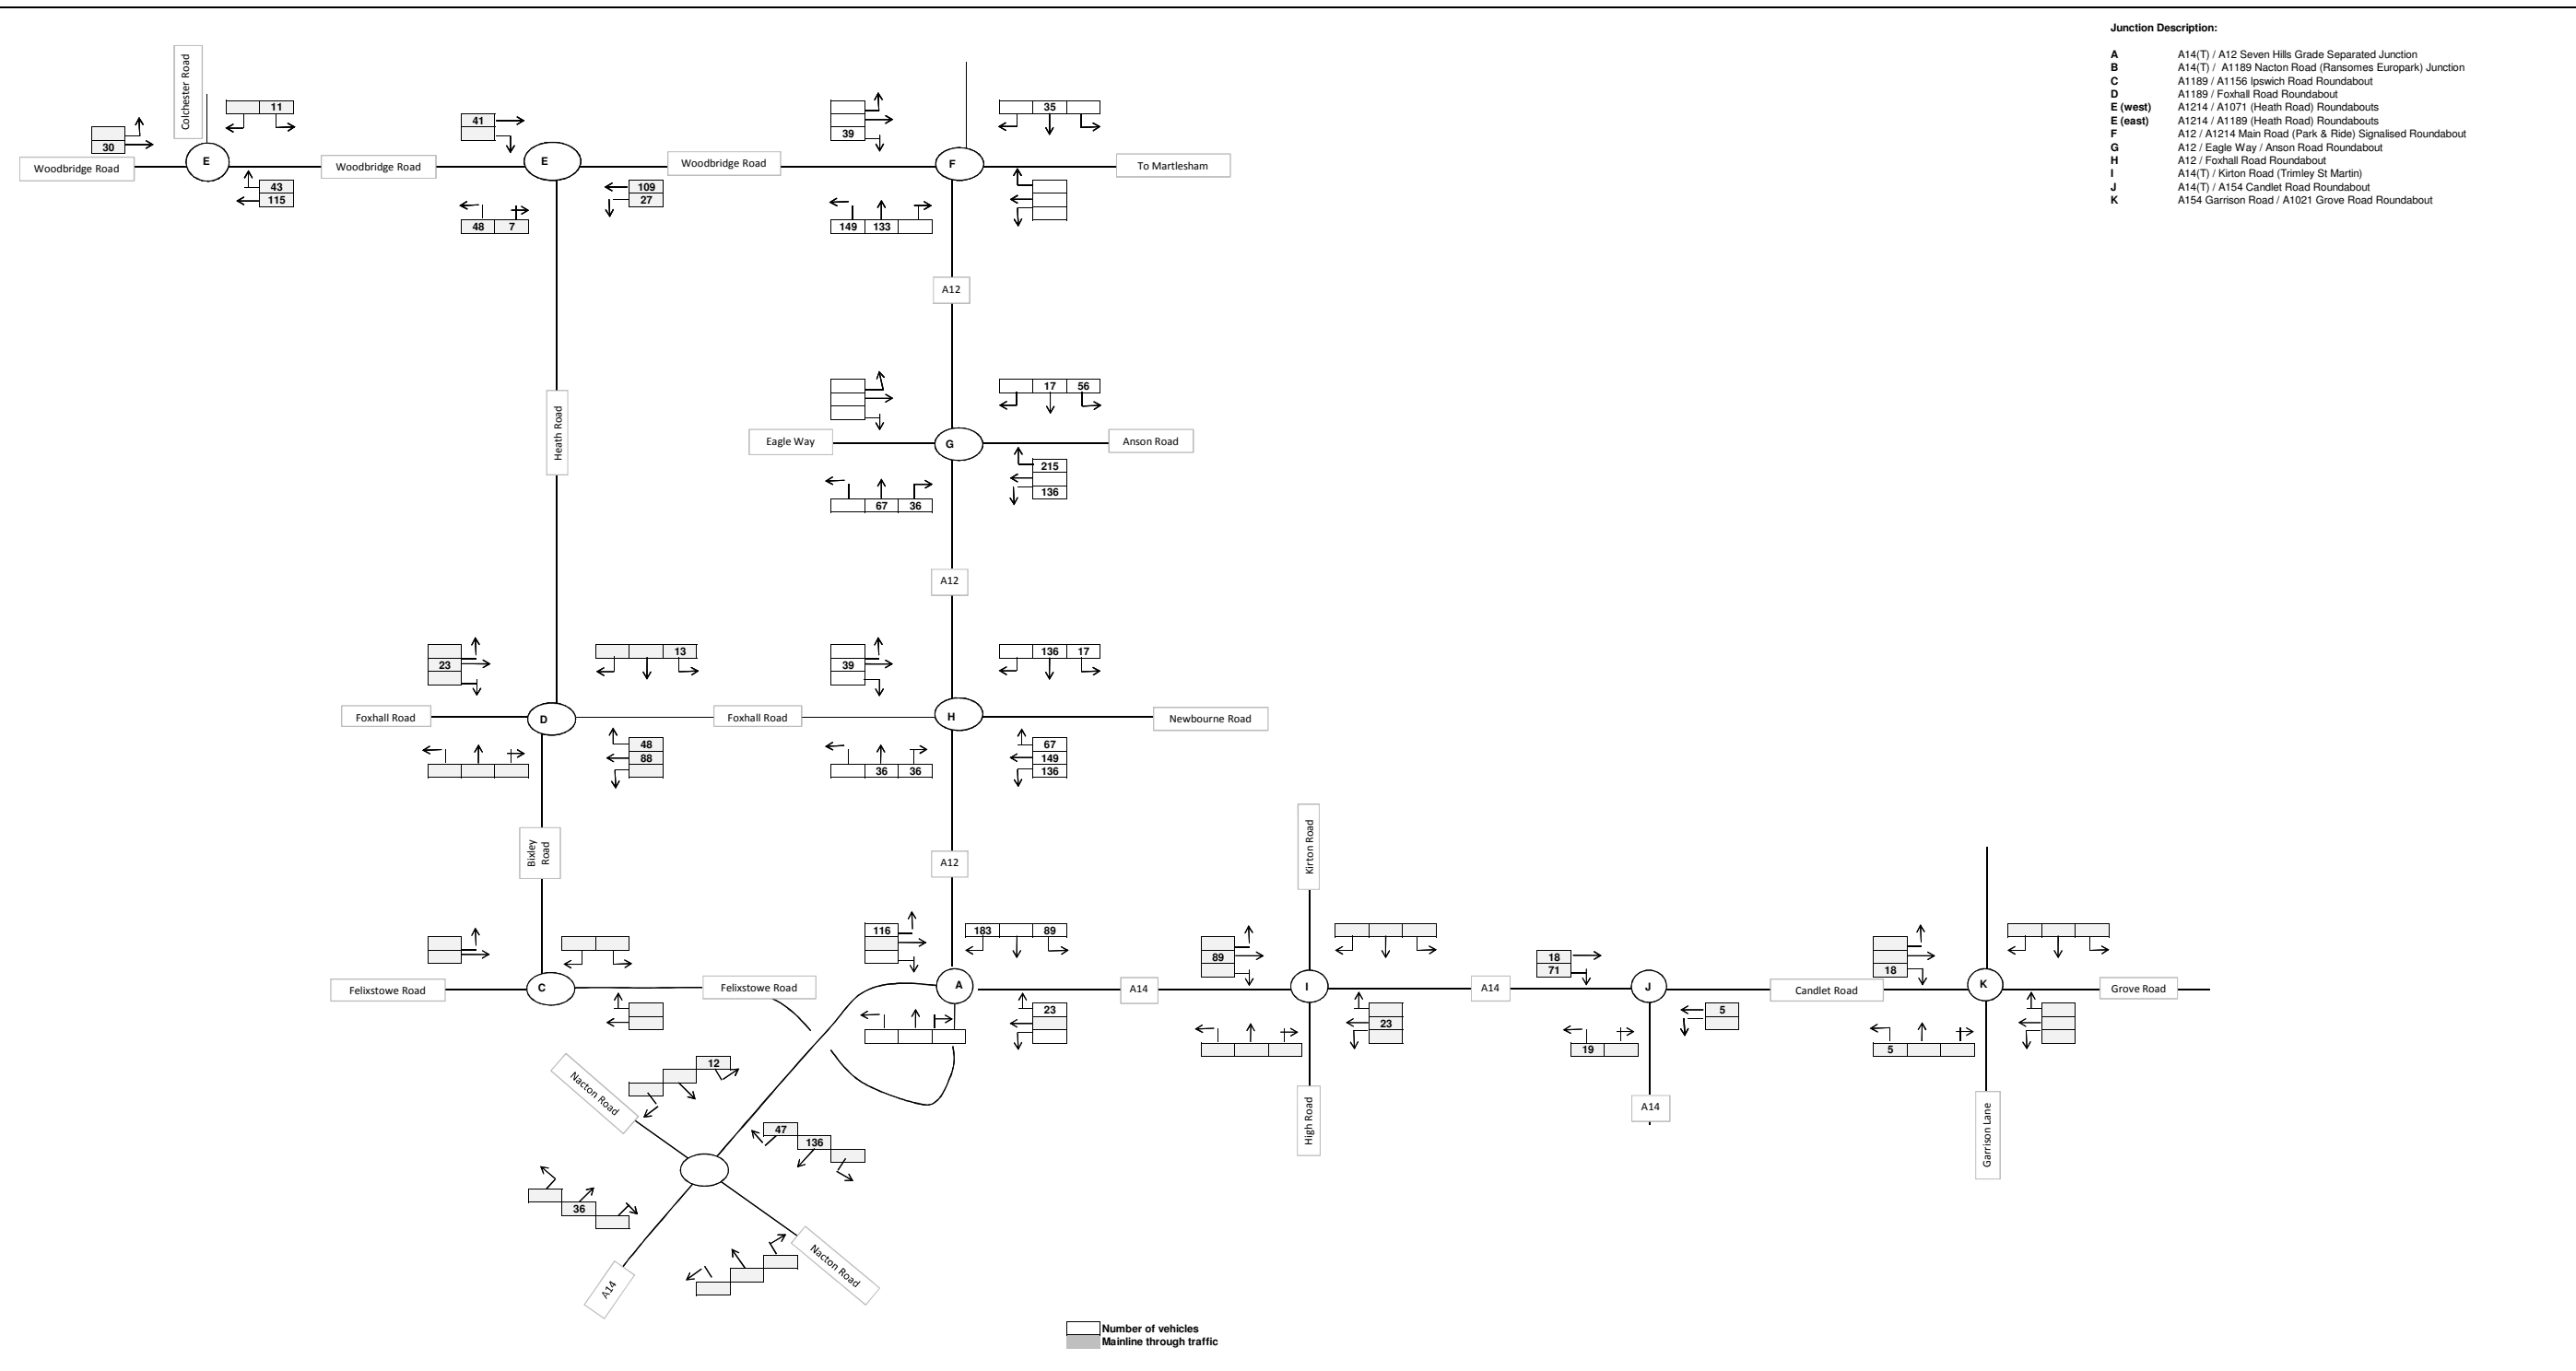 Junction Description:
A A14(T) / A12 Seven Hills Grade Separated Junction
B A14(T) / A1189 Nacton Road (Ransomes Europark) Junction
C A1189 / A1156 Ipswich Road Roundabout
D A1189 / Foxhall Road Roundabout
E (west) A1214 / A1071 (Heath Road) Roundabouts
E (east) A1214 / A1189 (Heath Road) Roundabouts
F A12 / A1214 Main Road (Park & Ride) Signalised Roundabout
G A12 / Eagle Way / Anson Road Roundabout
H A12 / Foxhall Road Roundabout
I A14(T) / Kirton Road (Trimley St Martin)
J A14(T) / A154 Candlet Road Roundabout
K A154 Garrison Road / A1021 Grove Road Roundabout
Colchester Road
11
30
41
39
35
Woodbridge Road
E
Woodbridge Road
E
Woodbridge Road
F
To Martlesham
43
115
109
27
48 7
149 133
A12
17 56
Heath Road
Eagle Way
G
Anson Road
215
136
67 36
A12
23
13
39
136 17
Foxhall Road
D
Foxhall Road
H
Newbourne Road
48
88
67
149
136
36 36
Bixley
Road
A12
Kirton Road
116
183 89
89
18
71
18
Felixstowe Road
C
Felixstowe Road
A
A14
I
A14
J
Candlet Road
K
Grove Road
23
23
5
19
5
12
Nacton Road
High Road
A14
Garrison Lane
47
136
36
Nacton Road
A14
Number of vehicles
Mainline through traffic